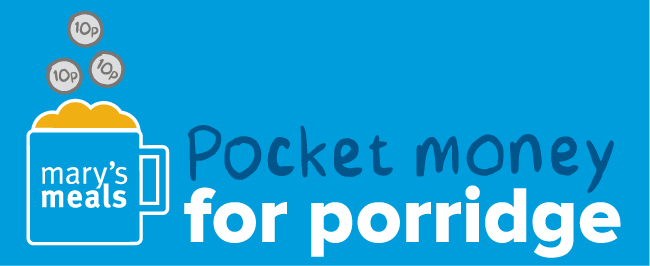 10p
10p
10p
mary's
meals
Pocket money
for porridge